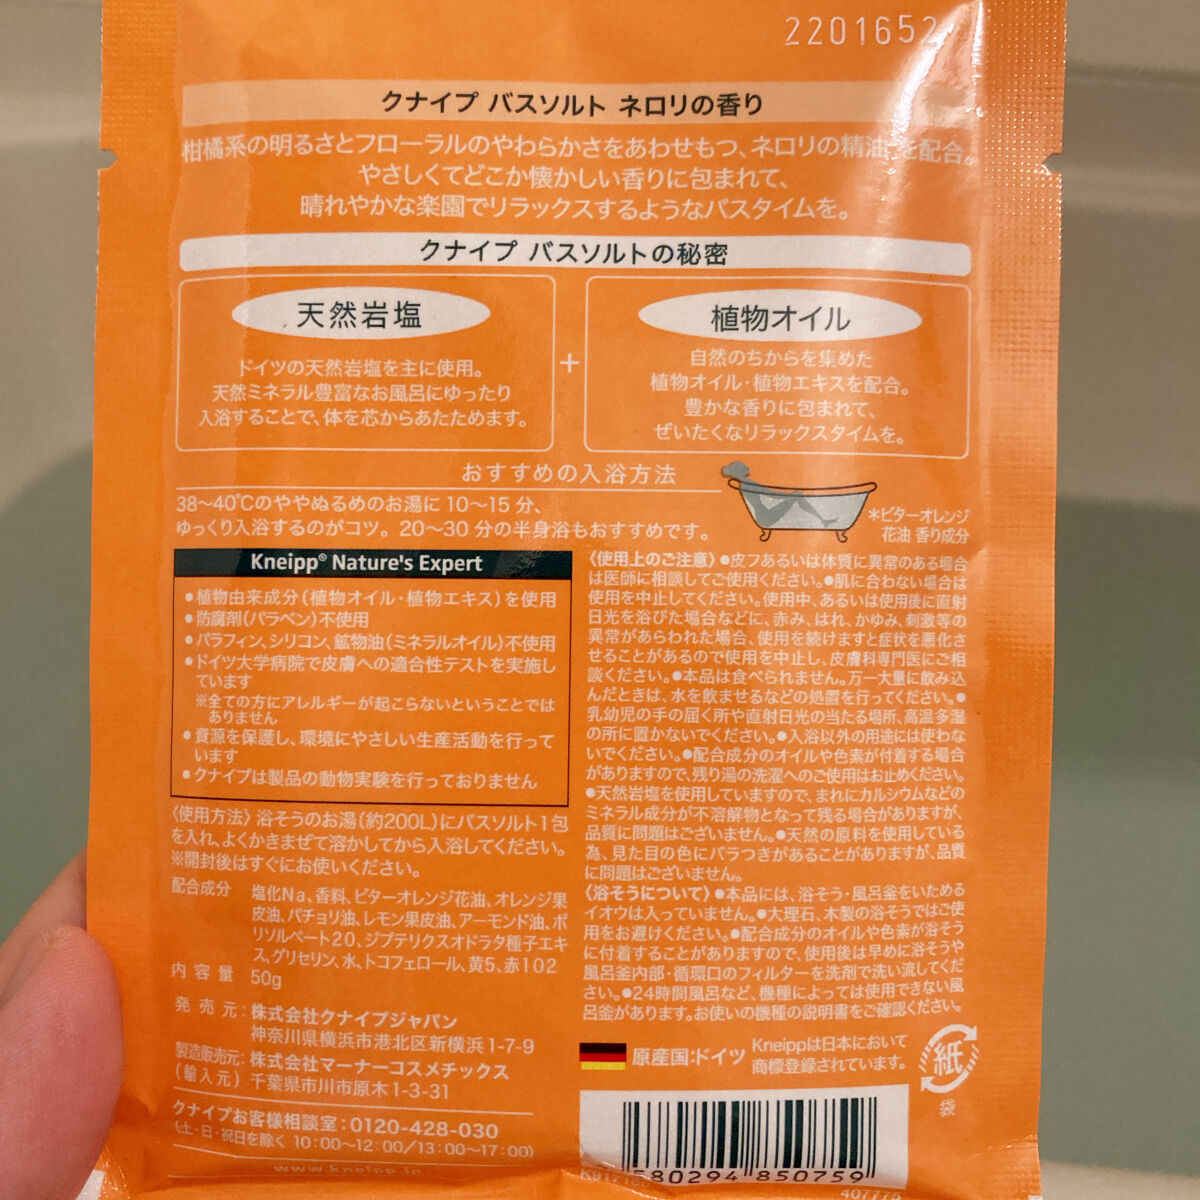 2201652
クナイプ バスソルト ネロリの香り
柑橘系の明るさとフローラルのやわらかさをあわせもつ、ネロリの精油*を配合。
やさしくてどこか懐かしい香りに包まれて、
晴れやかな楽園でリラックスするようなバスタイムを。
クナイプ バスソルトの秘密
天然岩塩
ドイツの天然岩塩を主に使用。
天然ミネラル豊富なお風呂にゆったり
入浴することで、体を芯からあたためます。
+
植物オイル
自然のちからを集めた
植物オイル・植物エキスを配合。
豊かな香りに包まれて、
ぜいたくなリラックスタイムを。
おすすめの入浴方法
38〜40℃のややぬるめのお湯に 10〜15 分、
ゆっくり入浴するのがコツ。20〜30 分の半身浴もおすすめです。
*ビターオレンジ
花油 香り成分
Kneipp® Nature's Expert
●植物由来成分(植物オイル・植物エキス)を使用
●防腐剤(パラベン)不使用
●パラフィン、シリコン、鉱物油(ミネラルオイル)不使用
●ドイツ大学病院で皮膚への適合性テストを実施し
ています
※全ての方にアレルギーが起こらないということでは
ありません
●資源を保護し、環境にやさしい生産活動を行って
います
●クナイプは製品の動物実験を行っておりません
〈使用方法〉浴そうのお湯(約200L)にバスソルト1包
を入れ、よくかきまぜて溶かしてから入浴してください。
※開封後はすぐにお使いください。
配合成分 塩化Na、香料、ビターオレンジ花油、オレンジ果
皮油、パチョリ油、レモン果皮油、アーモンド油、ポ
リソルベート20、ジプテリクスオドラタ種子エキ
ス、グリセリン、水、トコフェロール、黄5、赤102
内容量 50g
発売元:株式会社クナイプジャパン
神奈川県横浜市港北区新横浜1-7-9
製造販売元:株式会社マーナーコスメチックス
(輸入元) 千葉県市川市原木1-3-31
クナイプお客様相談室:0120-428-030
(土・日・祝日を除く 10:00〜12:00/13:00〜17:00)
www.kneipp.jp
〈使用上のご注意〉●皮フあるいは体質に異常のある場合
は医師に相談してご使用ください。●肌に合わない場合は
使用を中止してください。使用中、あるいは使用後に直射
日光を浴びた場合などに、赤み、はれ、かゆみ、刺激等の
異常があらわれた場合、使用を続けますと症状を悪化さ
せることがあるので使用を中止し、皮膚科専門医にご相
談ください。●本品は食べられません。万一大量に飲み込
んだときは、水を飲ませるなどの処置を行ってください。●
乳幼児の手の届く所や直射日光の当たる場所、高温多湿
の所に置かないでください。●入浴以外の用途には使わな
いでください。●配合成分のオイルや色素が付着する場合
がありますので、残り湯の洗濯へのご使用はお止めください。
●天然岩塩を使用していますので、まれにカルシウムなどの
ミネラル成分が不溶解物となって残る場合がありますが、
品質に問題はございません。●天然の原料を使用している
為、見た目の色にバラつきがあることがありますが、品質
に問題はございません。
〈浴そうについて〉●本品には、浴そう・風呂釜をいためる
イオウは入っていません。●大理石、木製の浴そうではご使
用をお避けください。●配合成分のオイルや色素が浴そう
に付着することがありますので、使用後は早めに浴そうや
風呂釜内部・循環口のフィルターを洗剤で洗い流してくだ
さい。●24時間風呂など、機種によっては使用できない風
呂釜があります。お使いの機種の説明書をご確認ください。
原産国:ドイツ
Kneippは日本において
商標登録されています。
紙
袋
580294 850759
407775